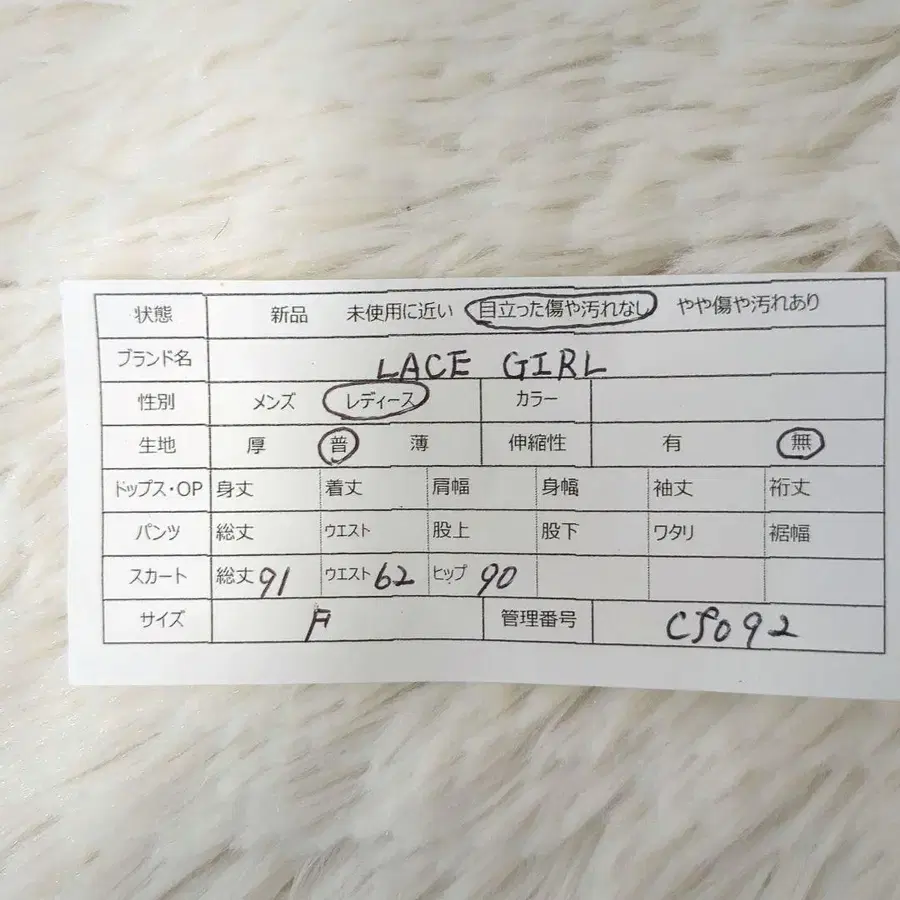 状態 新品 未使用に近い 目立った傷や汚れなし やや傷や汚れあり
ブランド名 LACE GIRL
性別 メンズ レディース カラー
生地 厚 普 薄 伸縮性 有 無
ドップス・OP 身丈 着丈 肩幅 身幅 袖丈 裄丈
パンツ 総丈 ウエスト 股上 股下 ワタリ 裾幅
スカート 総丈 91 ウエスト 62 ヒップ 90
サイズ F 管理番号